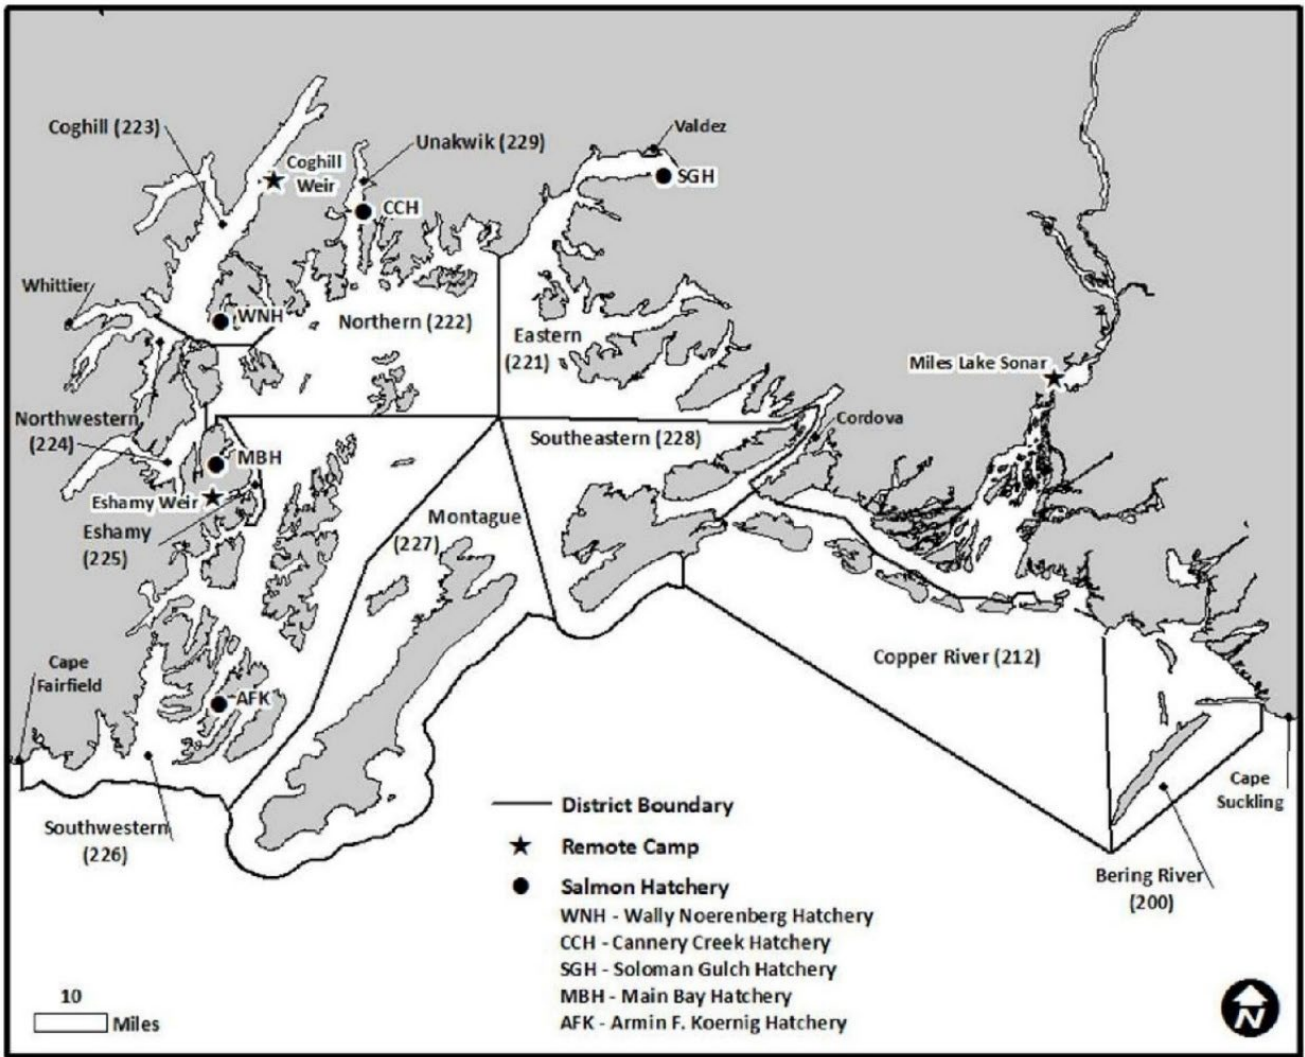 Coghill (223)
Coghill
Weir
Unakwik (229)
Valdez
SGH
CCH
Whittier
WNH
Northern (222)
Eastern
(221)
Miles Lake Sonar
Northwestern
(224)
Southeastern (228)
Cordova
MBH
Eshamy Weir
Eshamy
(225)
Montague
(227)
Copper River (212)
Cape
Fairfield
AFK
Southwestern
(226)
Cape
Suckling
Bering River
(200)
District Boundary
Remote Camp
Salmon Hatchery
WNH - Wally Noerenberg Hatchery
CCH - Cannery Creek Hatchery
SGH - Soloman Gulch Hatchery
MBH - Main Bay Hatchery
AFK - Armin F. Koernig Hatchery
10
Miles
N